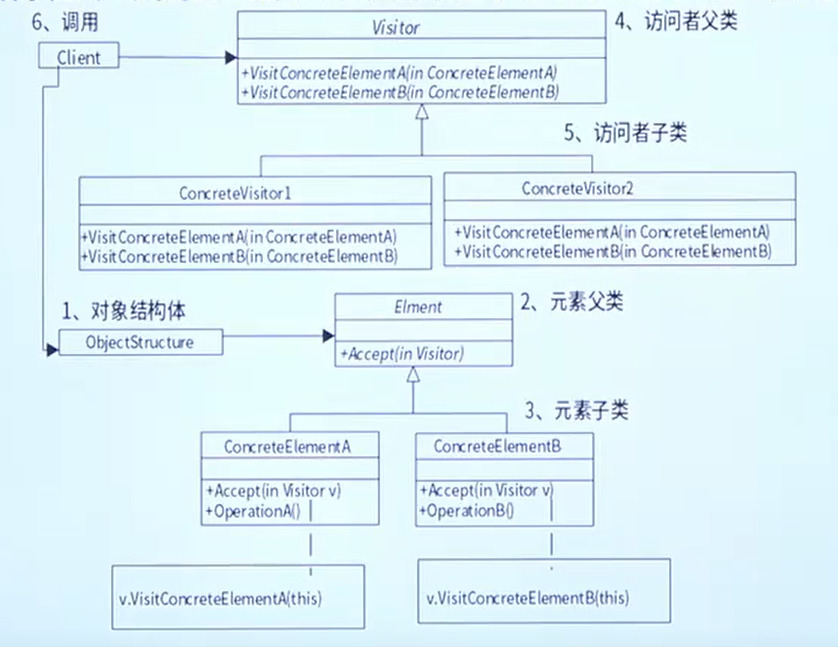 6、调用
Visitor
4、访问者父类
Client
+VisitConcreteElementA(in ConcreteElementA)
+VisitConcreteElementB(in ConcreteElementB)
5、访问者子类
ConcreteVisitor1
ConcreteVisitor2
+VisitConcreteElementA(in ConcreteElementA)
+VisitConcreteElementB(in ConcreteElementB)
+VisitConcreteElementA(in ConcreteElementA)
+VisitConcreteElementB(in ConcreteElementB)
1、对象结构体
Elment
2、元素父类
ObjectStructure
+Accept(in Visitor)
3、元素子类
ConcreteElementA
ConcreteElementB
+Accept(in Visitor v)
+OperationA()
+Accept(in Visitor v)
+OperationB()
v.VisitConcreteElementA(this)
v.VisitConcreteElementB(this)